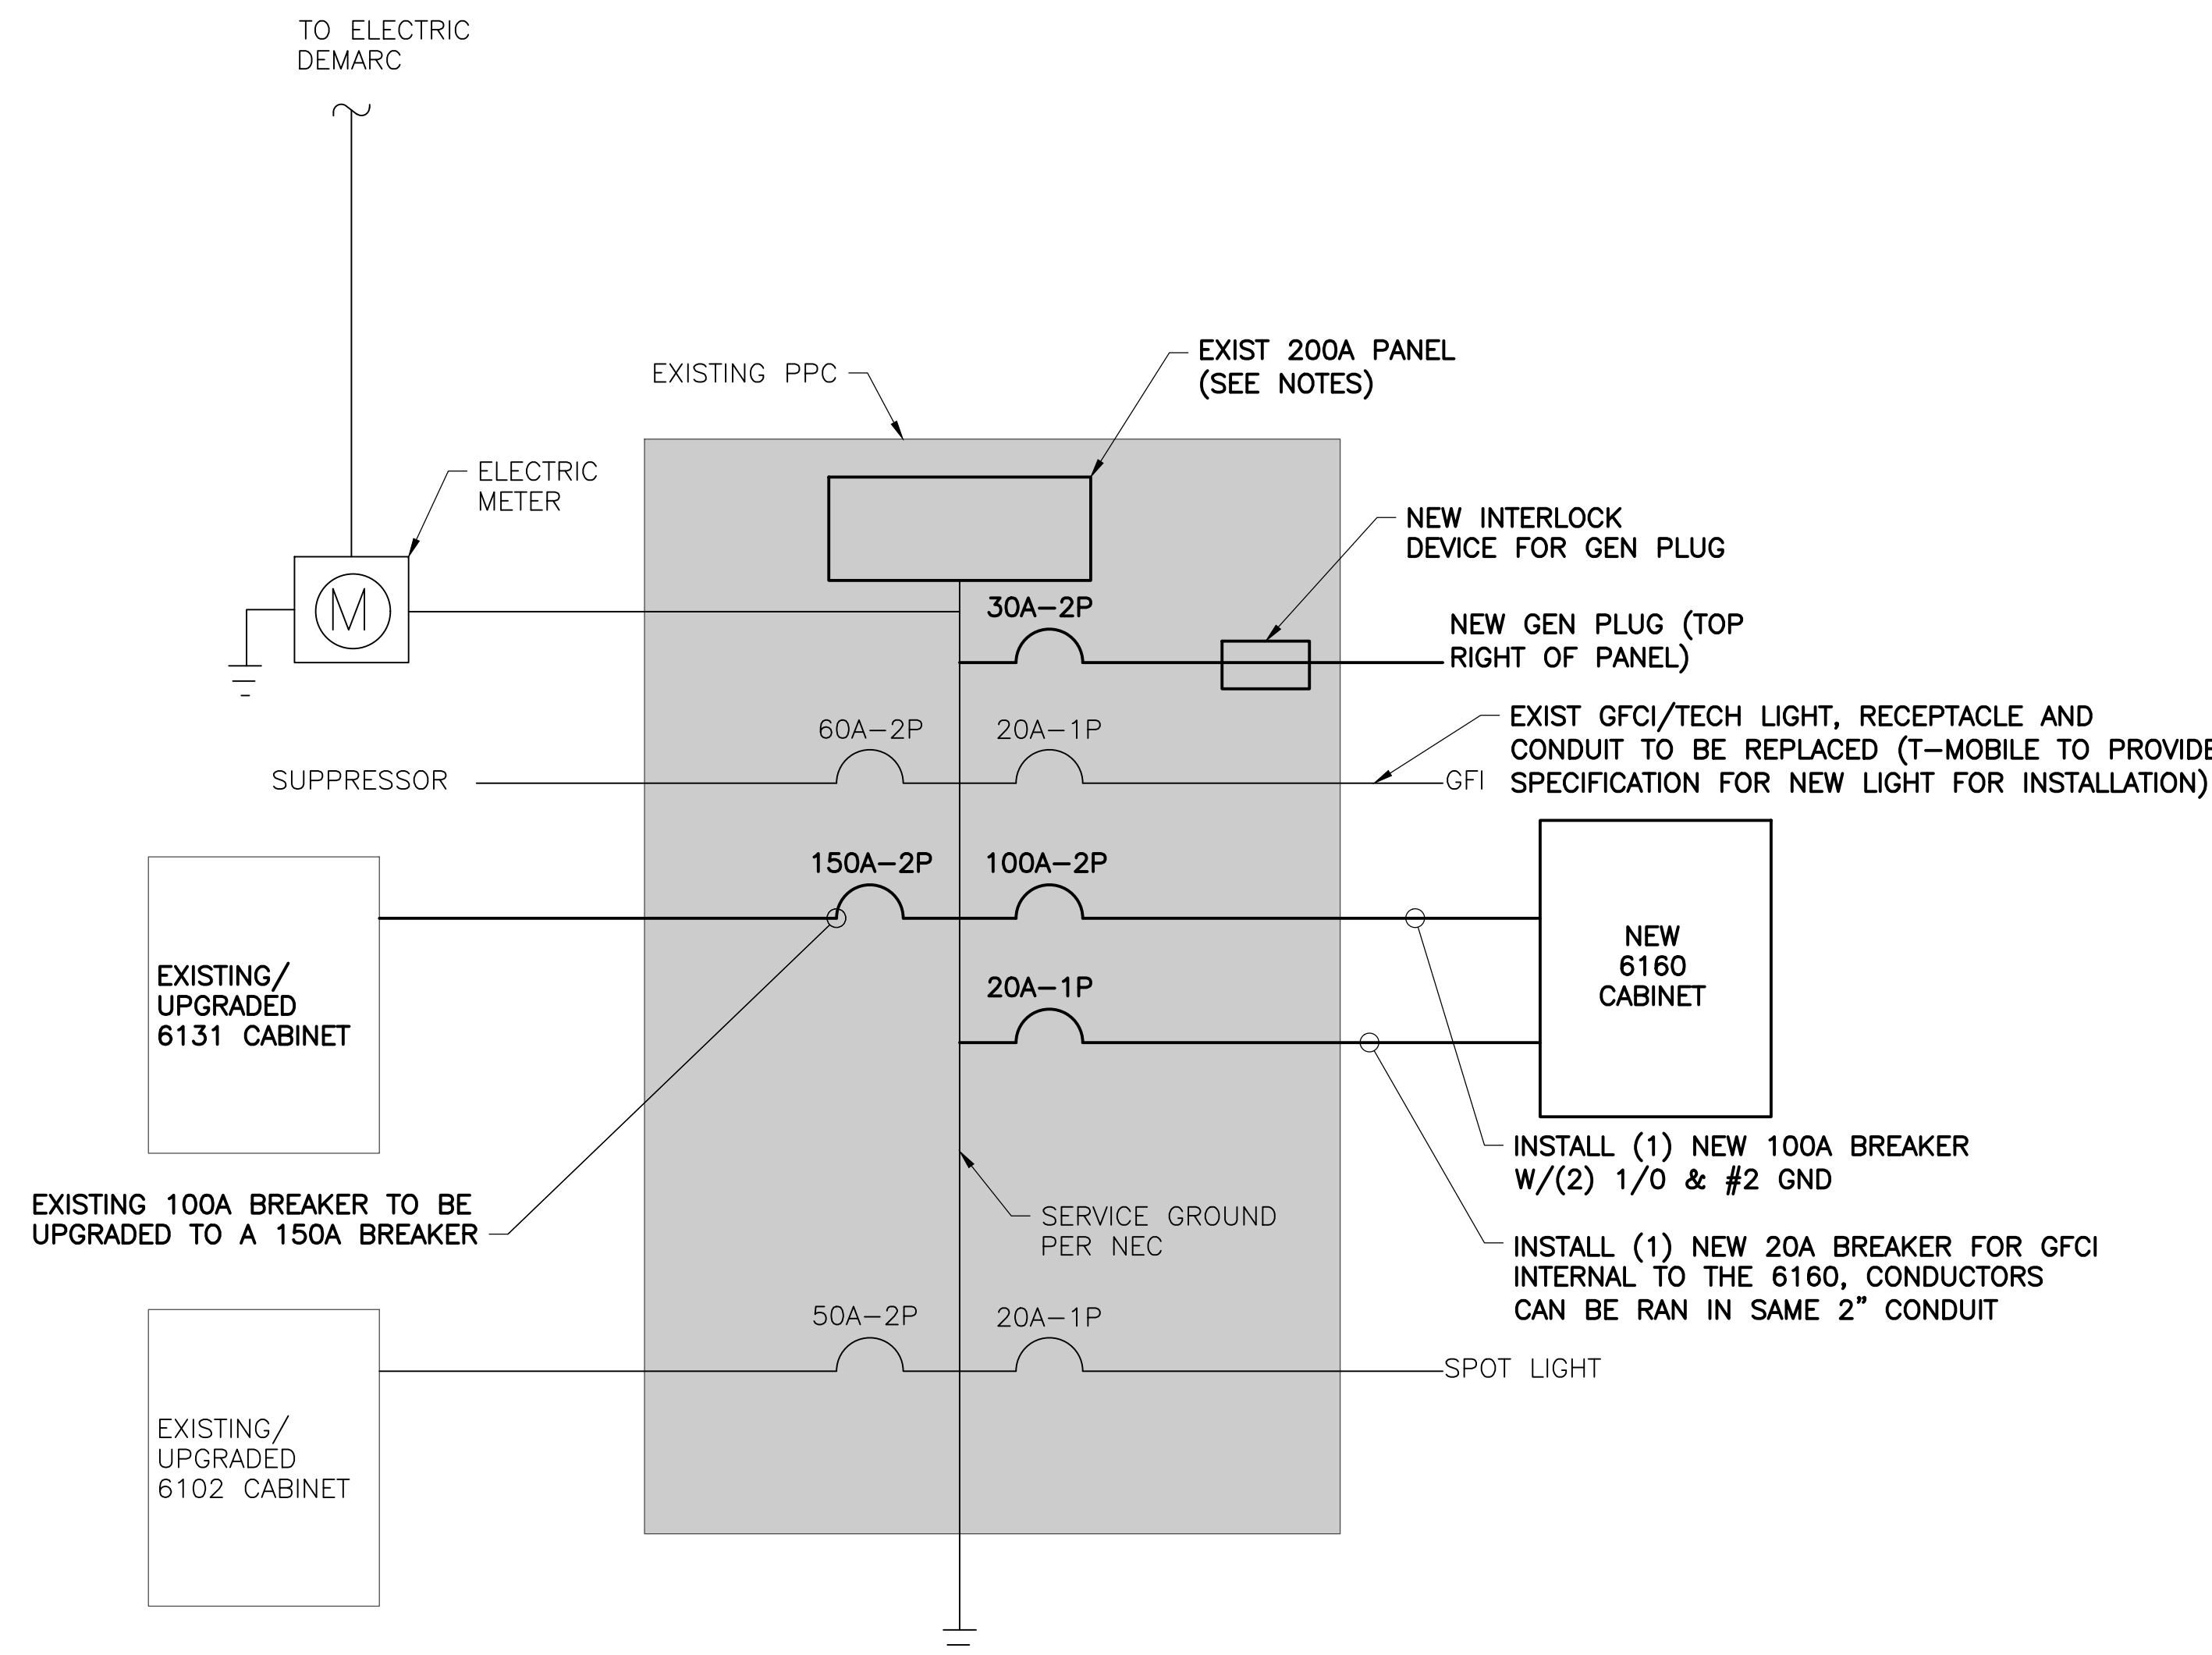 TO ELECTRIC
DEMARC
EXIST 200A PANEL
(SEE NOTES)
EXISTING PPC
ELECTRIC
METER
M
NEW INTERLOCK
DEVICE FOR GEN PLUG
30A-2P
NEW GEN PLUG (TOP
RIGHT OF PANEL)
60A-2P
20A-1P
SUPPRESSOR
GFI
EXIST GFCI/TECH LIGHT, RECEPTACLE AND
CONDUIT TO BE REPLACED (T-MOBILE TO PROVIDE
SPECIFICATION FOR NEW LIGHT FOR INSTALLATION)
150A-2P
100A-2P
EXISTING/
UPGRADED
6131 CABINET
20A-1P
NEW
6160
CABINET
INSTALL (1) NEW 100A BREAKER
W/(2) 1/0 & #2 GND
EXISTING 100A BREAKER TO BE
UPGRADED TO A 150A BREAKER
SERVICE GROUND
PER NEC
INSTALL (1) NEW 20A BREAKER FOR GFCI
INTERNAL TO THE 6160, CONDUCTORS
CAN BE RAN IN SAME 2" CONDUIT
50A-2P
20A-1P
SPOT LIGHT
EXISTING/
UPGRADED
6102 CABINET